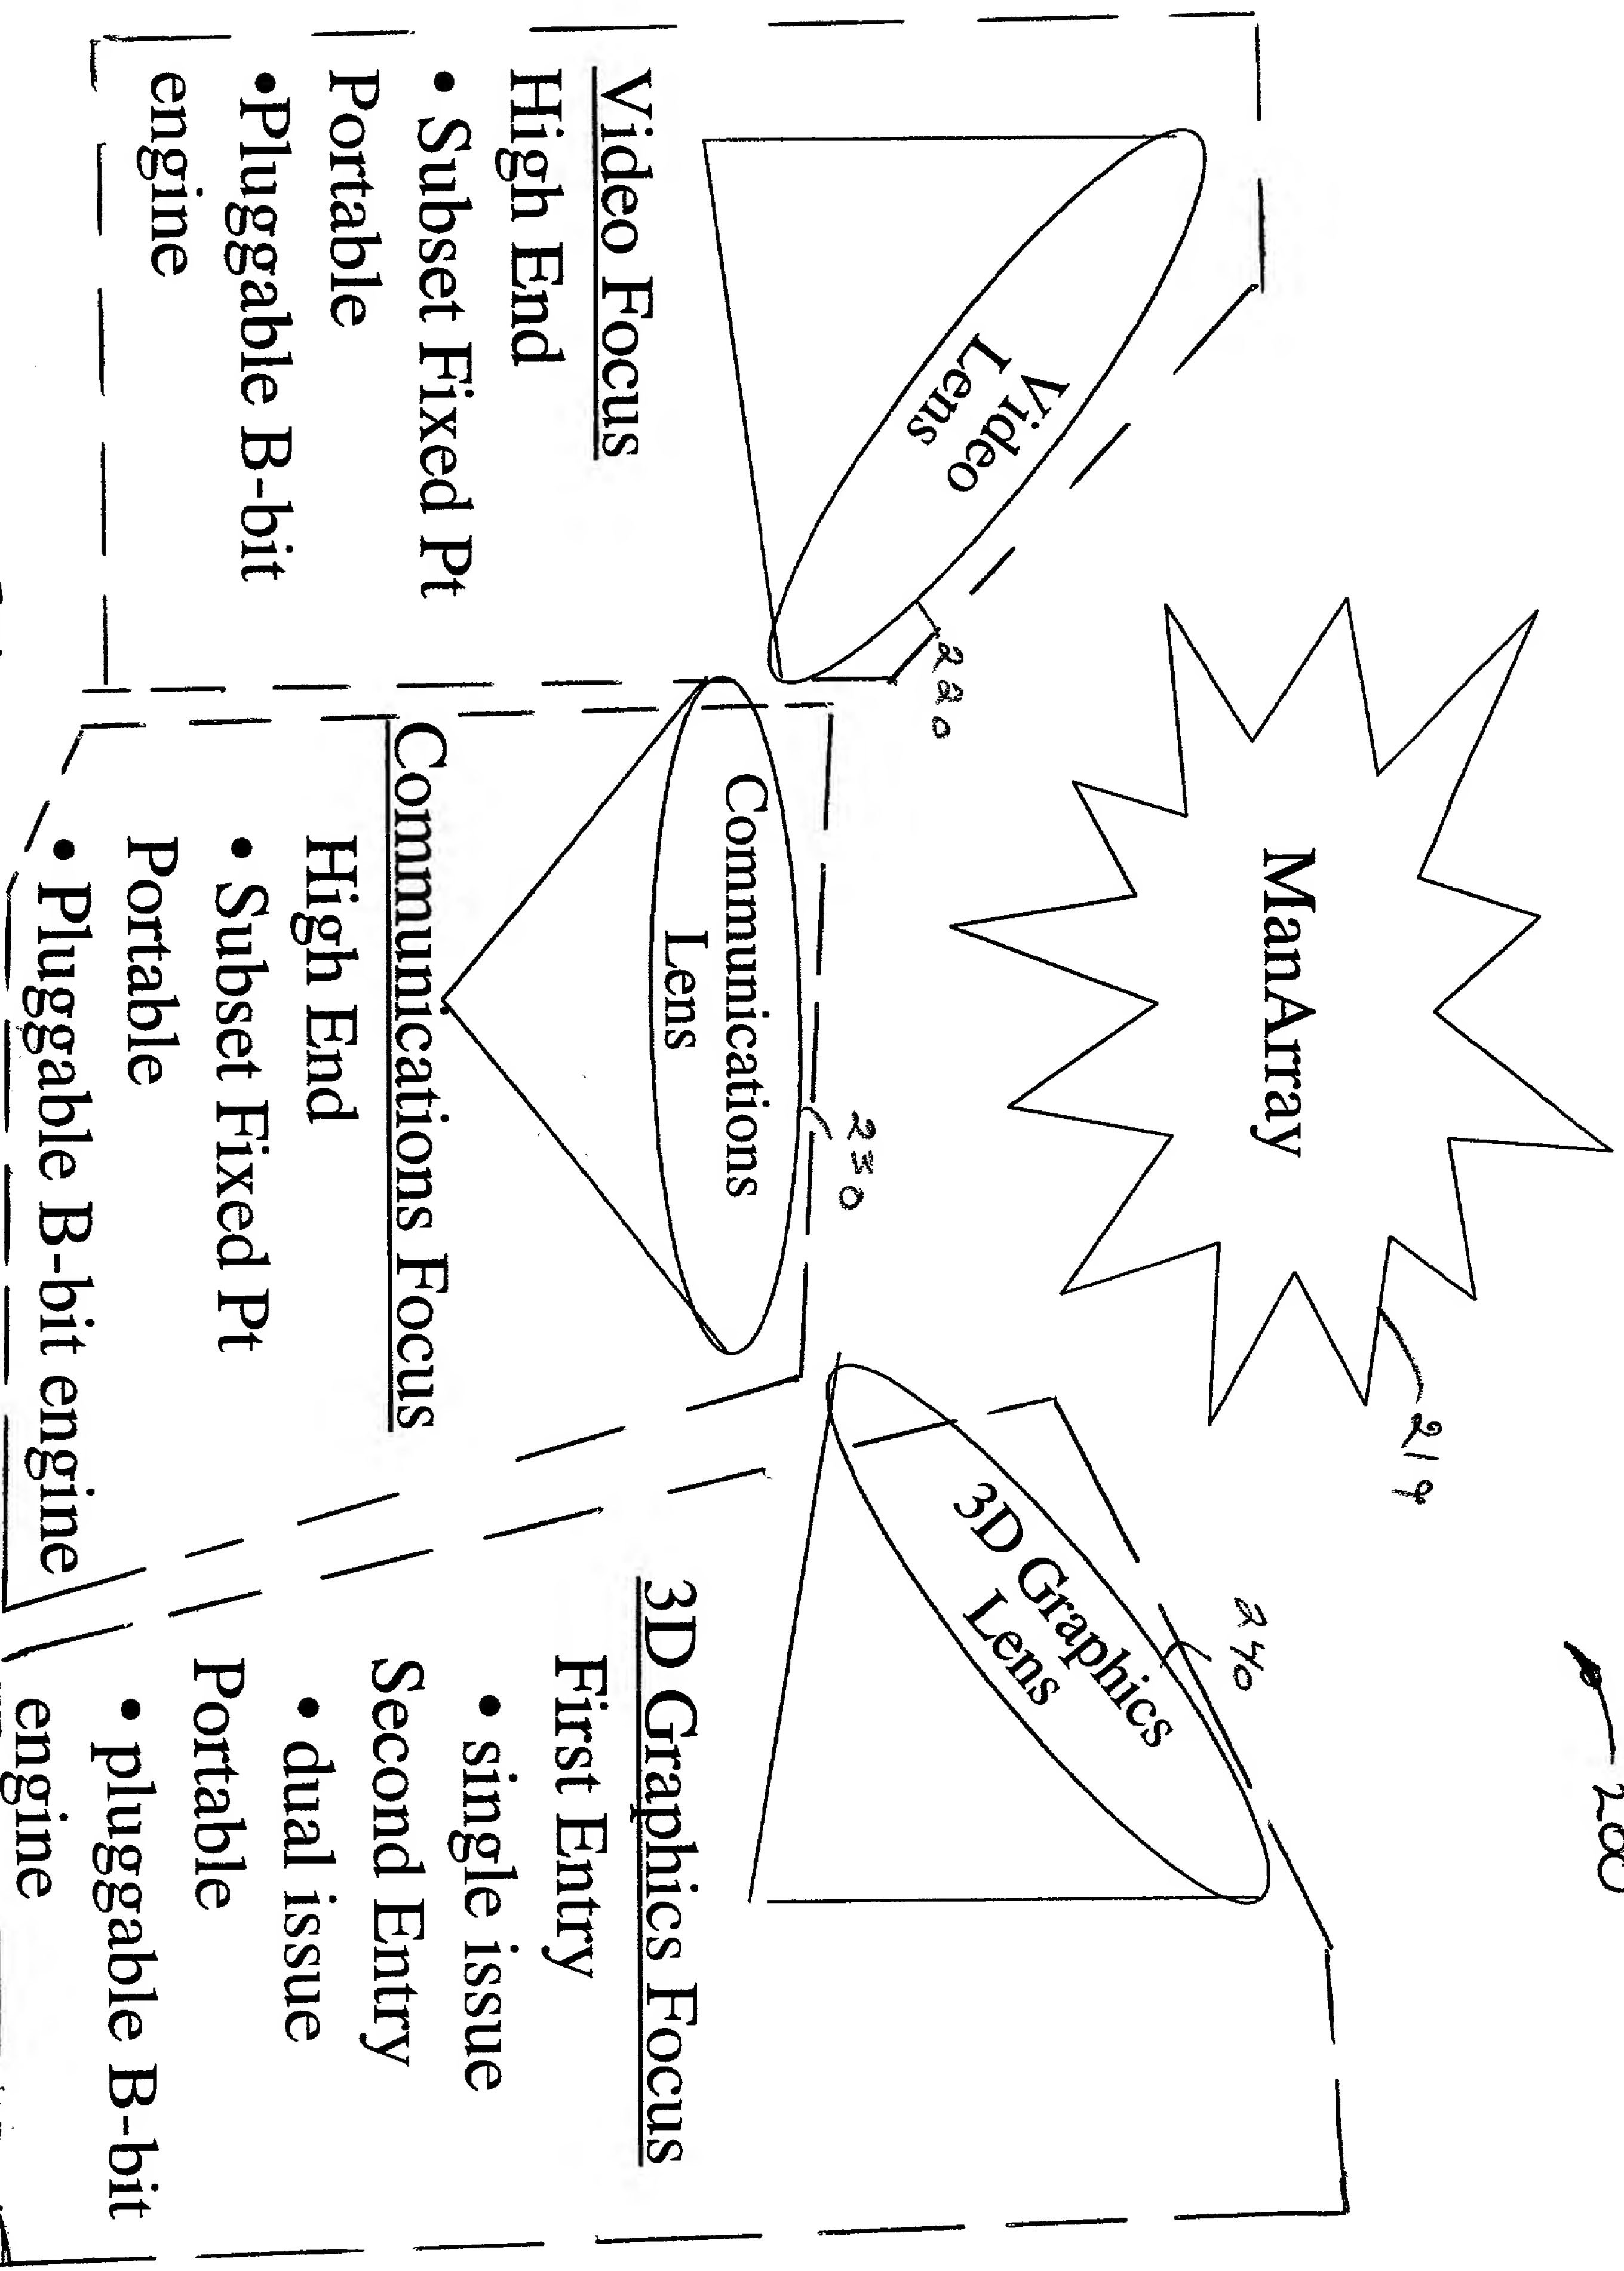 200
ManArray
218
Video
Lens
220
Communications
Lens
230
3D Graphics
Lens
240
Video Focus
High End
• Subset Fixed Pt
Portable
•Pluggable B-bit
engine
Communications Focus
High End
• Subset Fixed Pt
Portable
• Pluggable B-bit engine
3D Graphics Focus
First Entry
• single issue
Second Entry
• dual issue
Portable
• pluggable B-bit
engine